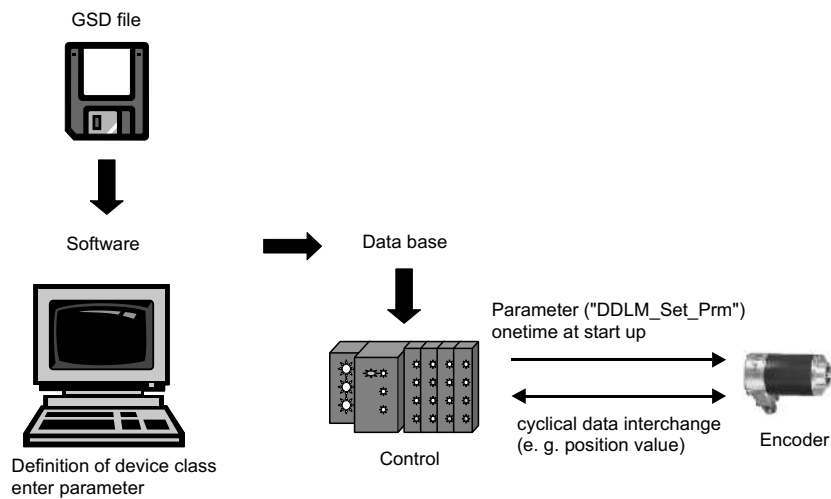 GSD file
Software
Data base
Parameter ("DDLM_Set_Prm")
onetime at start up
cyclical data interchange
(e. g. position value)
Encoder
Control
Definition of device class
enter parameter